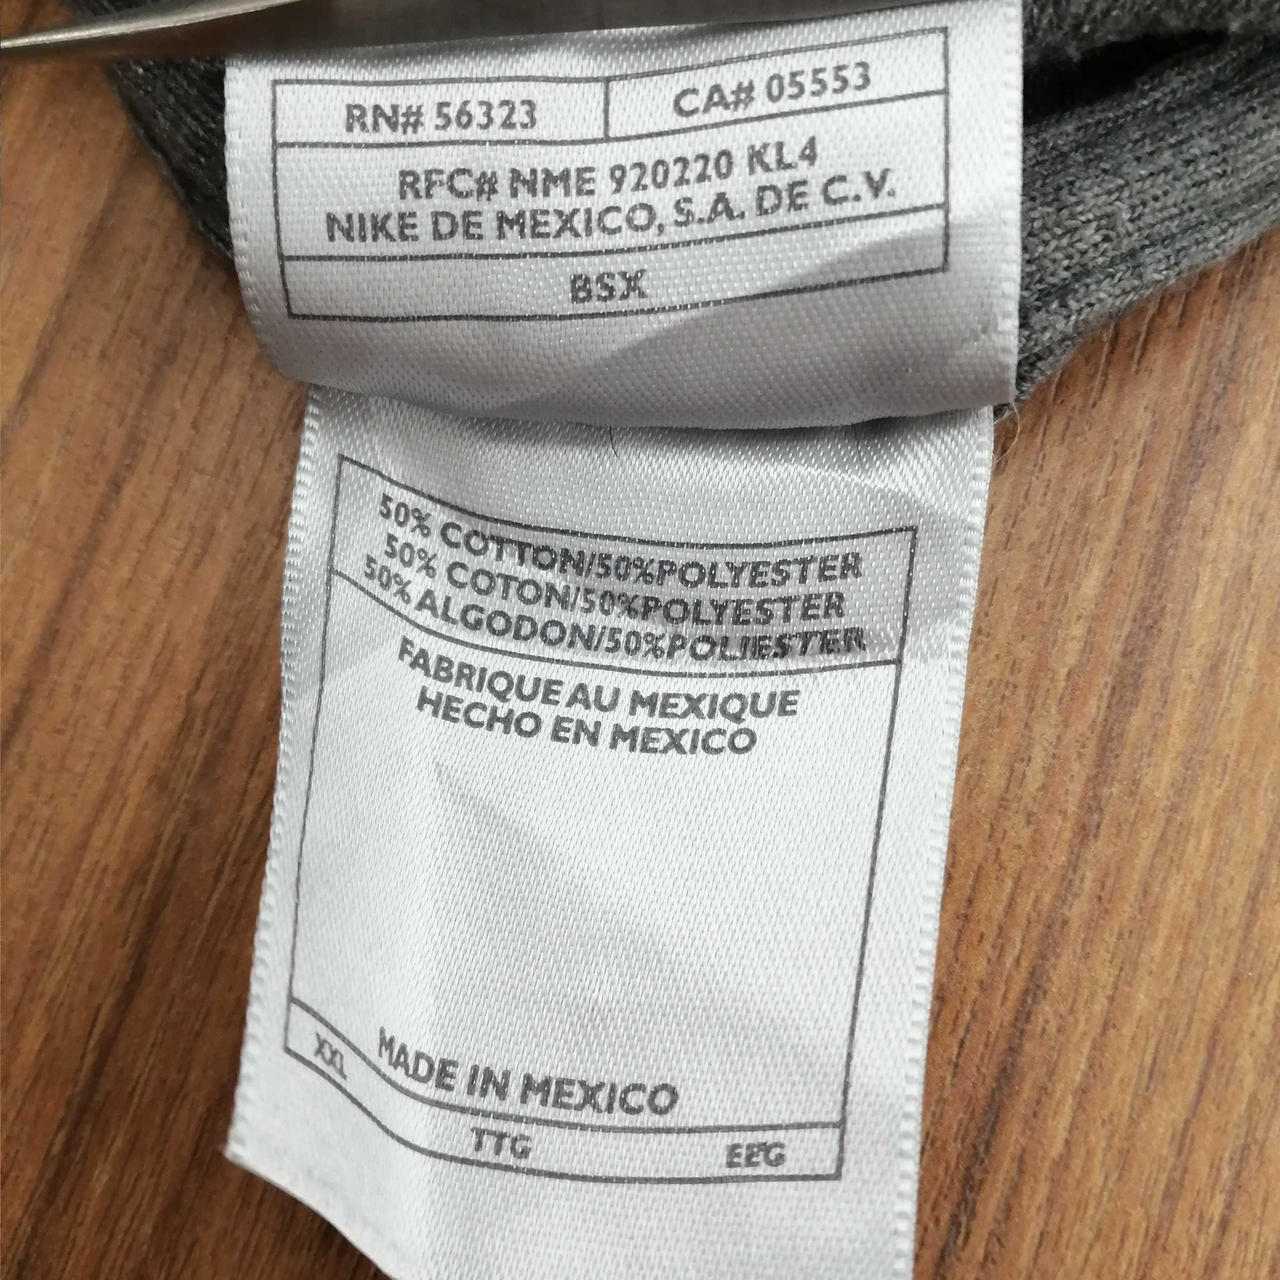 RN# 56323
CA# 05553
RFC# NME 920220 KL4
NIKE DE MEXICO, S.A. DE C.V.
BSX
50% COTTON/50%POLYESTER
50% COTON/50%POLYESTER
50% ALGODON/50%POLIESTER
FABRIQUE AU MEXIQUE
HECHO EN MEXICO
MADE IN MEXICO
XXL
TTG
EEG